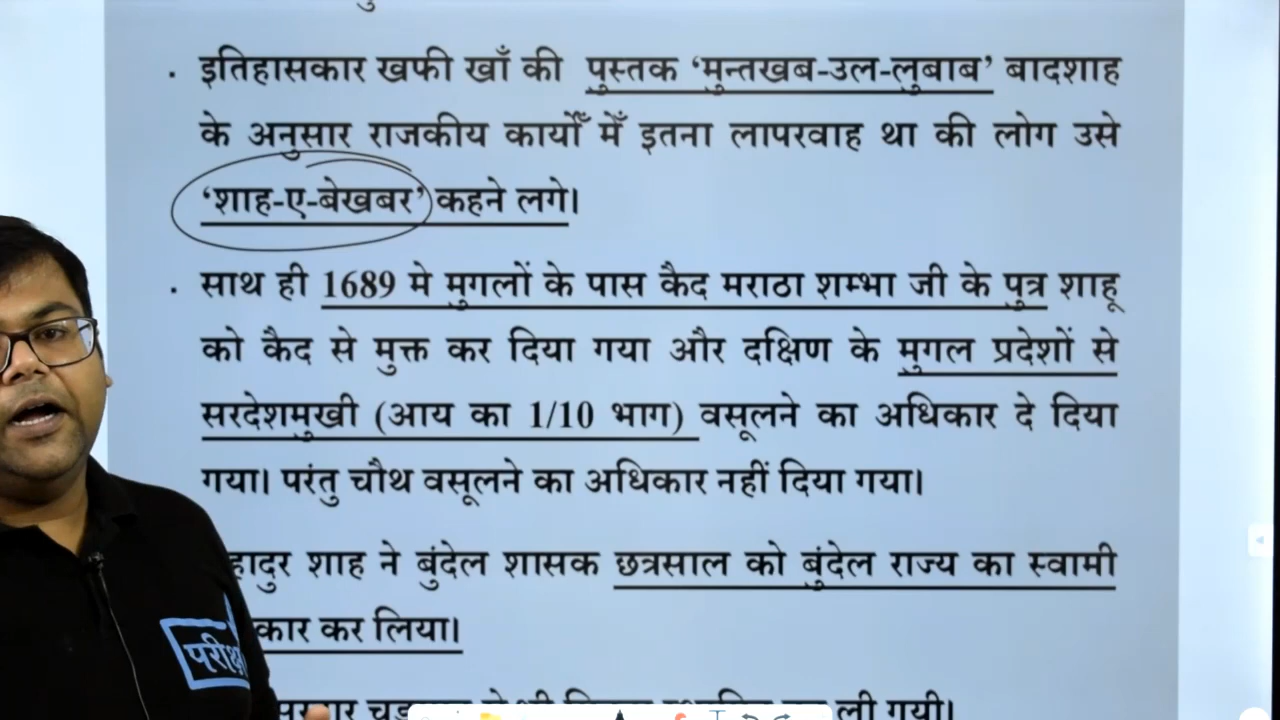 . इतिहासकार खफी खाँ की पुस्तक ‘मुन्तखब-उल-लुबाब’ बादशाह
के अनुसार राजकीय कार्यों में इतना लापरवाह था की लोग उसे
‘शाह-ए-बेखबर’ कहने लगे।
. साथ ही 1689 मे मुगलों के पास कैद मराठा शम्भा जी के पुत्र शाहू
को कैद से मुक्त कर दिया गया और दक्षिण के मुगल प्रदेशों से
सरदेशमुखी (आय का 1/10 भाग) वसूलने का अधिकार दे दिया
गया। परंतु चौथ वसूलने का अधिकार नहीं दिया गया।
हादुर शाह ने बुंदेल शासक छत्रसाल को बुंदेल राज्य का स्वामी
कार कर लिया।
ली गयी।
परीक्ष